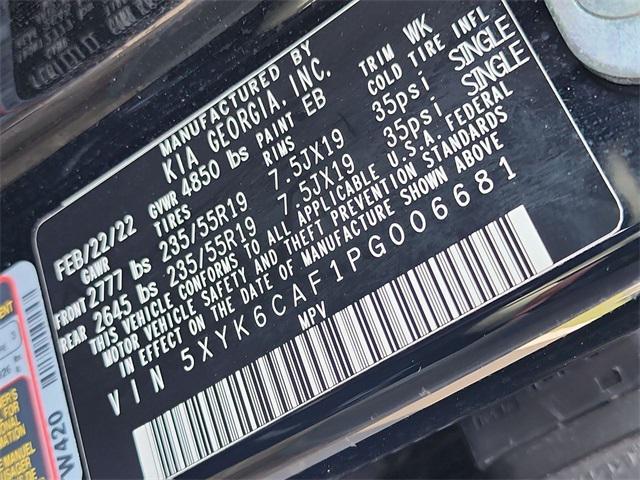 MANUFACTURED BY
KIA GEORGIA, INC.
FEB/22/22 GVWR 4850 lbs PAINT EB TRIM WK
GAWR TIRES RIMS COLD TIRE INFL
FRONT 2777 lbs 235/55R19 7.5JX19 35psi SINGLE
REAR 2645 lbs 235/55R19 7.5JX19 35psi SINGLE
THIS VEHICLE CONFORMS TO ALL APPLICABLE U.S.A. FEDERAL
MOTOR VEHICLE SAFETY AND THEFT PREVENTION STANDARDS
IN EFFECT ON THE DATE OF MANUFACTURE SHOWN ABOVE
VIN 5XYK6CAF1PG006681
MPV
W420